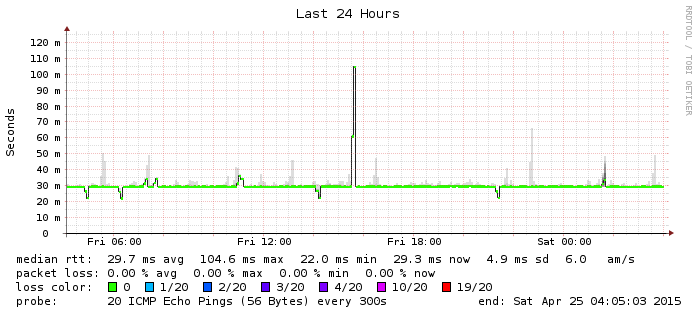 Last 24 Hours
RRDTOOL / TOBI OETIKER
Seconds
120 m
110 m
100 m
90 m
80 m
70 m
60 m
50 m
40 m
30 m
20 m
10 m
0
Fri 06:00 Fri 12:00 Fri 18:00 Sat 00:00
median rtt: 29.7 ms avg 104.6 ms max 22.0 ms min 29.3 ms now 4.9 ms sd 6.0 am/s
packet loss: 0.00 % avg 0.00 % max 0.00 % min 0.00 % now
loss color: 0 1/20 2/20 3/20 4/20 10/20 19/20
probe: 20 ICMP Echo Pings (56 Bytes) every 300s end: Sat Apr 25 04:05:03 2015